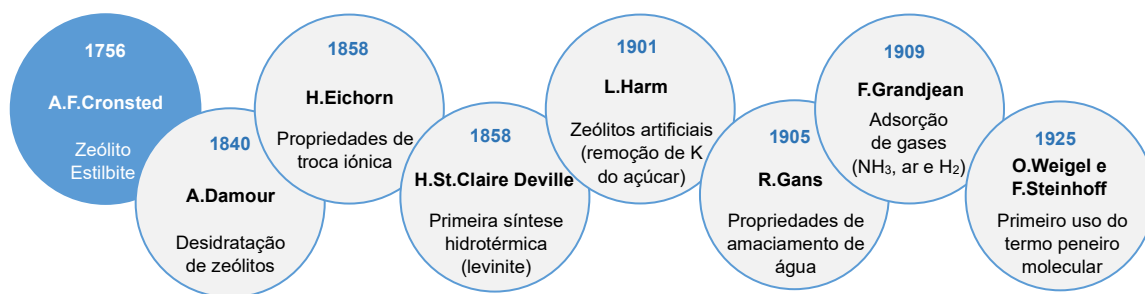 1756
A.F.Cronsted
Zeólito
Estilbite
1840
A.Damour
Desidratação
de zeólitos
1858
H.Eichorn
Propriedades de
troca iónica
1858
H.St.Claire Deville
Primeira síntese
hidrotérmica
(levinite)
1901
L.Harm
Zeólitos artificiais
(remoção de K
do açúcar)
1905
R.Gans
Propriedades de
amaciamento de
água
1909
F.Grandjean
Adsorção
de gases
(NH₃, ar e H₂)
1925
O.Weigel e
F.Steinhoff
Primeiro uso do
termo peneiro
molecular